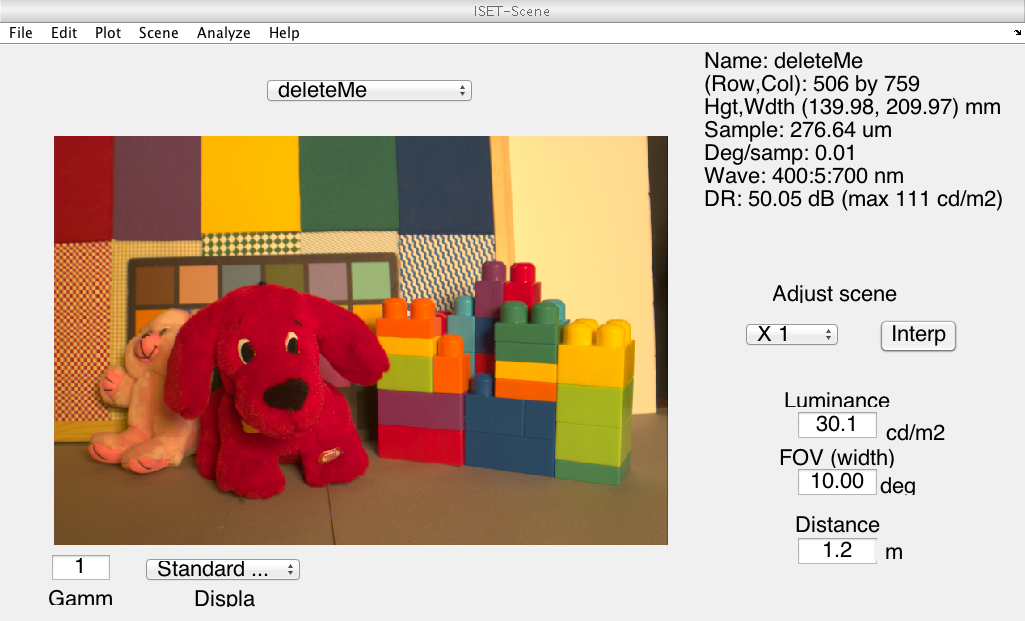 ISET-Scene
File Edit Plot Scene Analyze Help
deleteMe
Name: deleteMe
(Row,Col): 506 by 759
Hgt,Wdth (139.98, 209.97) mm
Sample: 276.64 um
Deg/samp: 0.01
Wave: 400:5:700 nm
DR: 50.05 dB (max 111 cd/m2)
Adjust scene
X 1
Interp
Luminance
30.1 cd/m2
FOV (width)
10.00 deg
Distance
1.2 m
1
Standard ...
Gamm
Displa